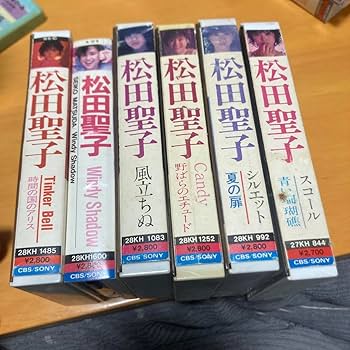 松田聖子
Tinker Bell
時間の国のアリス
28KH 1485
¥2,800
CBS/SONY
SEIKO MATSUDA Windy Shadow
松田聖子
Windy Shadow
28KH1600
¥2,800
CBS/SONY
松田聖子
風立ちぬ
28KH 1083
¥2,800
CBS/SONY
松田聖子
Candy
野ばらのエチュード
28KH1252
¥2,800
CBS/SONY
松田聖子
シルエット
夏の扉
28KH 992
¥2,800
CBS/SONY
松田聖子
スコール
青い珊瑚礁
27KH 844
¥2,700
CBS/SONY